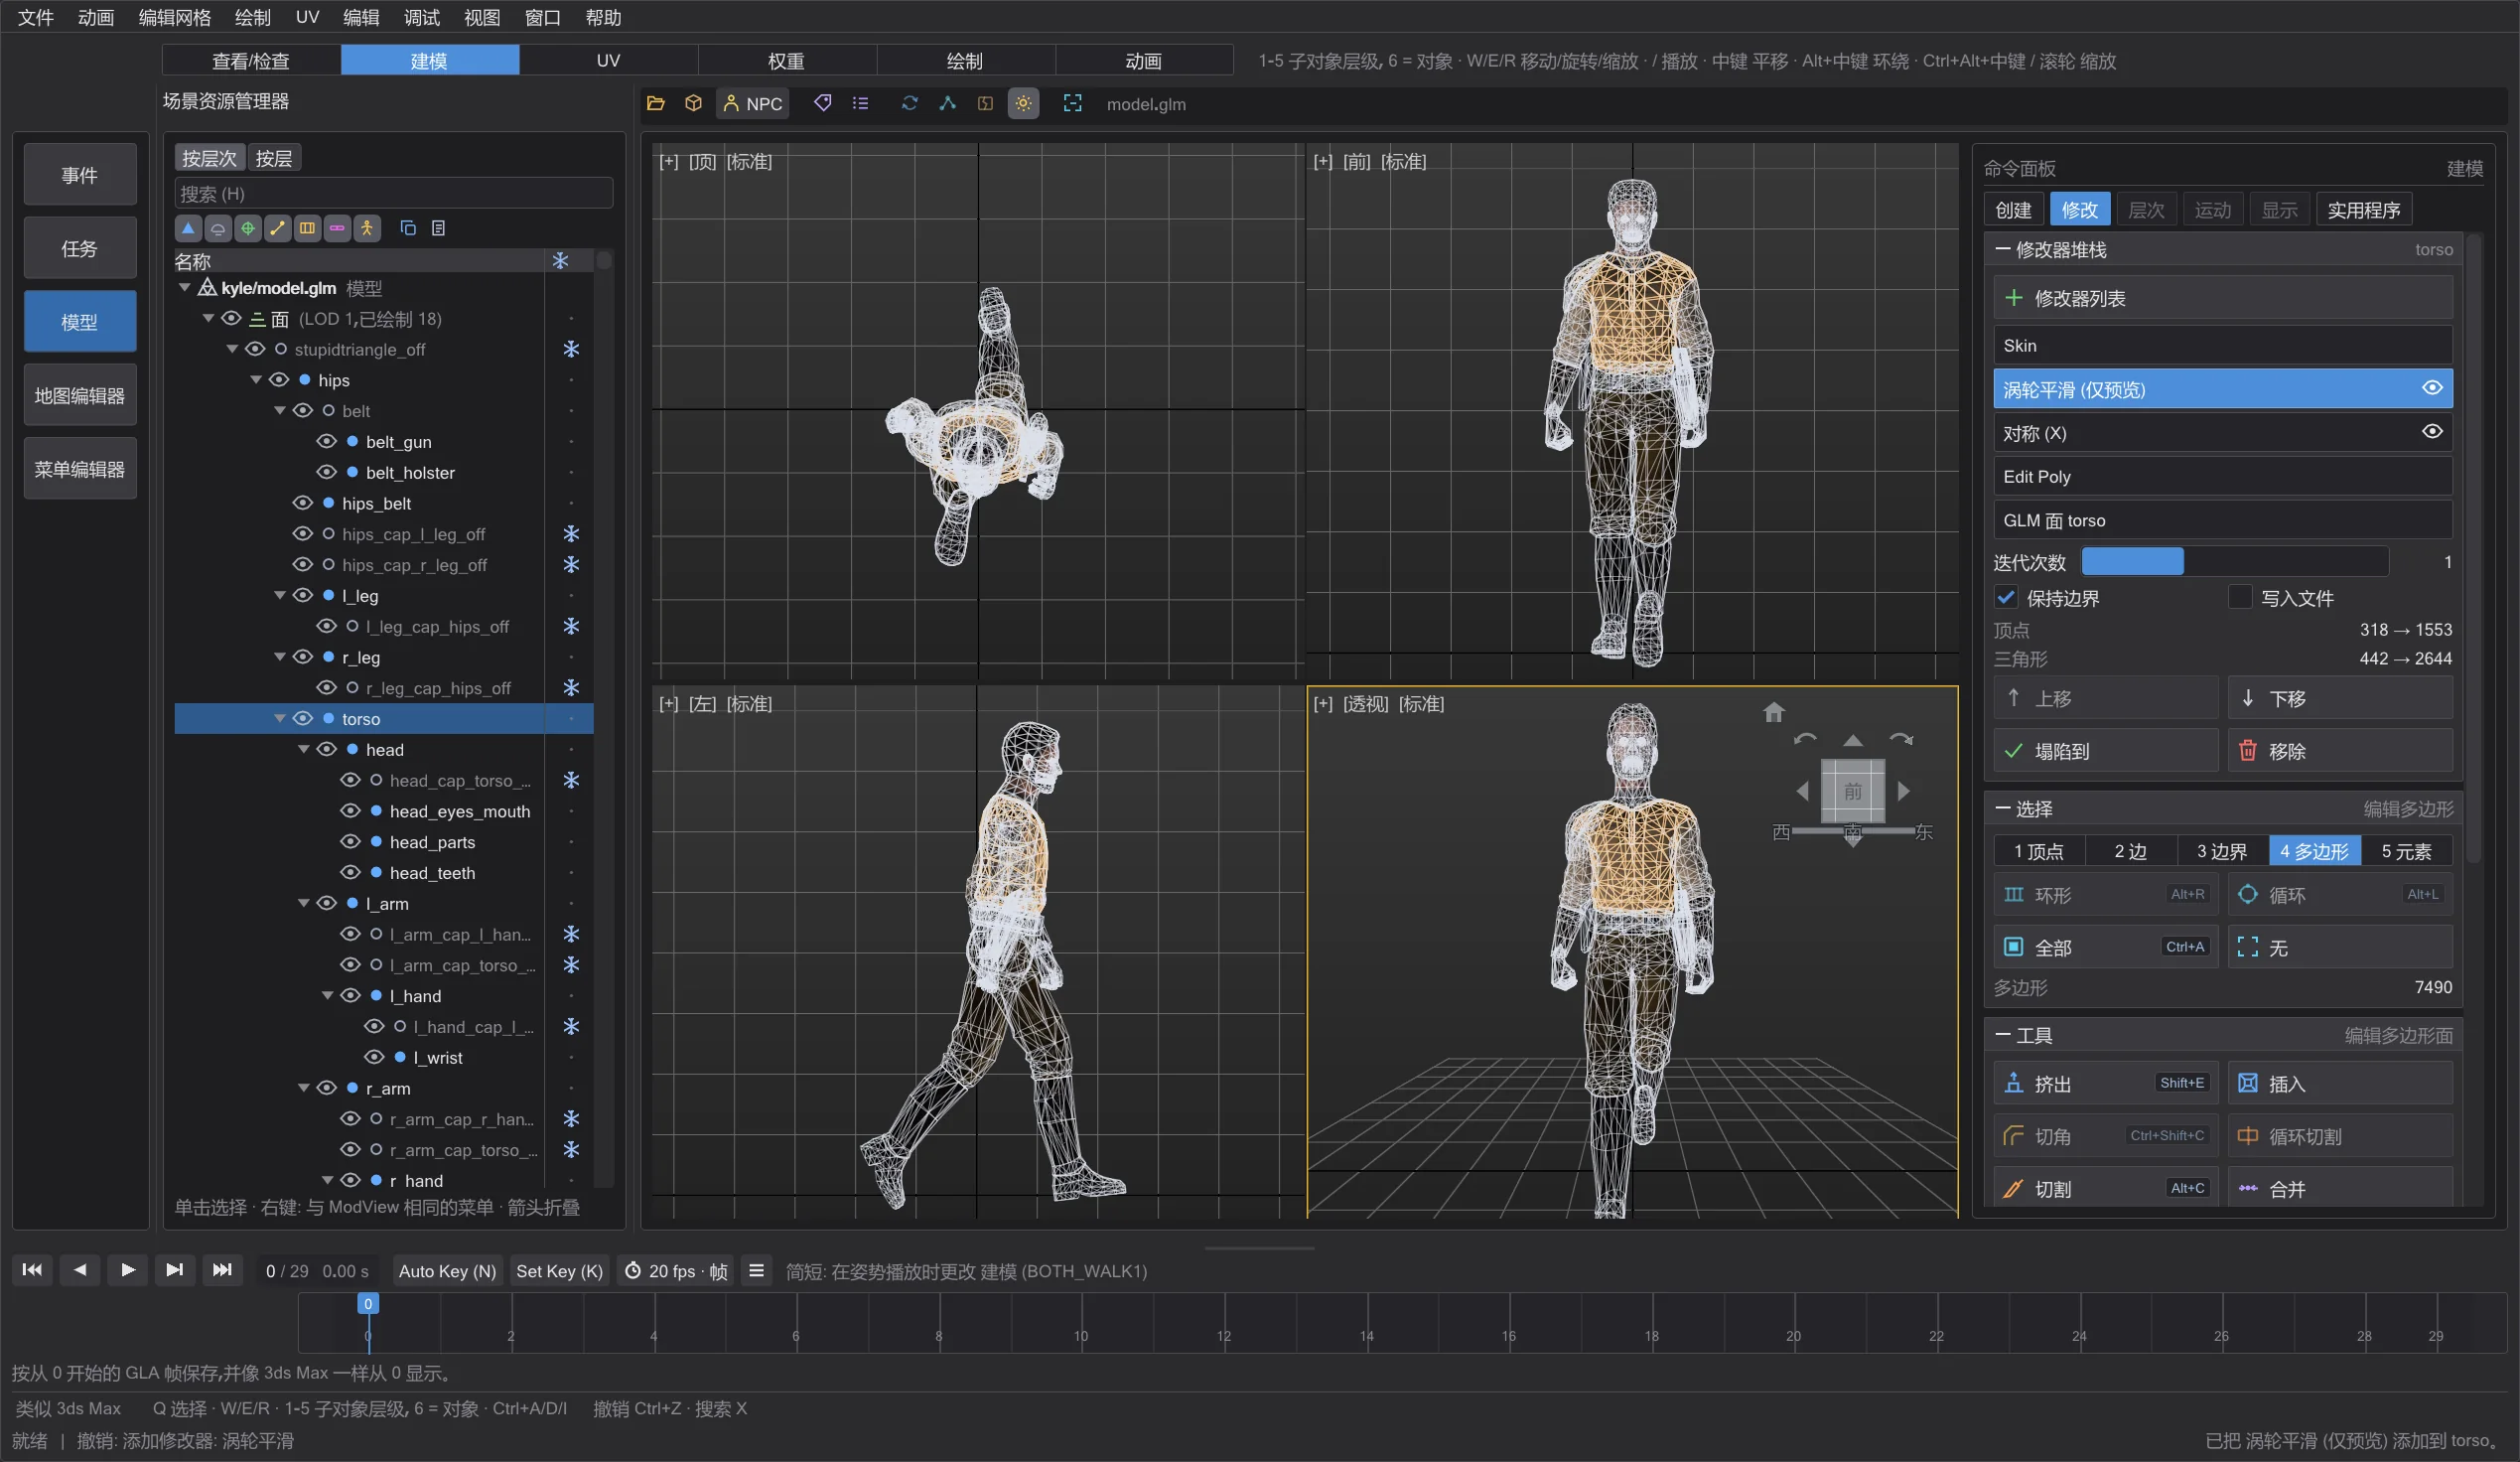 文件 动画 编辑网格 绘制 UV 编辑 调试 视图 窗口 帮助
查看/检查 建模 UV 权重 绘制 动画 1-5 子对象层级, 6 = 对象 · W/E/R 移动/旋转/缩放 · / 播放 · 中键 平移 · Alt+中键 环绕 · Ctrl+Alt+中键 / 滚轮 缩放
场景资源管理器
NPC model.glm
事件
任务
模型
地图编辑器
菜单编辑器
按层次 按层
搜索 (H)
名称
kyle/model.glm 模型
面 (LOD 1,已绘制 18)
stupidtriangle_off
hips
belt
belt_gun
belt_holster
hips_belt
hips_cap_l_leg_off
hips_cap_r_leg_off
l_leg
l_leg_cap_hips_off
r_leg
r_leg_cap_hips_off
torso
head
head_cap_torso_...
head_eyes_mouth
head_parts
head_teeth
l_arm
l_arm_cap_l_han...
l_arm_cap_torso_...
l_hand
l_hand_cap_l_...
l_wrist
r_arm
r_arm_cap_r_han...
r_arm_cap_torso_...
r_hand
单击选择 · 右键: 与 ModView 相同的菜单 · 箭头折叠
[+] [顶] [标准]
[+] [前] [标准]
[+] [左] [标准]
[+] [透视] [标准]
前
西 南 东
命令面板 建模
创建 修改 层次 运动 显示 实用程序
修改器堆栈 torso
修改器列表
Skin
涡轮平滑 (仅预览)
对称 (X)
Edit Poly
GLM 面 torso
迭代次数 1
保持边界 写入文件
顶点 318 → 1553
三角形 442 → 2644
上移 下移
塌陷到 移除
选择 编辑多边形
1 顶点 2 边 3 边界 4 多边形 5 元素
环形 Alt+R 循环 Alt+L
全部 Ctrl+A 无
多边形 7490
工具 编辑多边形面
挤出 Shift+E 插入
切角 Ctrl+Shift+C 循环切割
切割 Alt+C 合并
0 / 29 0.00 s Auto Key (N) Set Key (K) 20 fps · 帧 简短: 在姿势播放时更改 建模 (BOTH_WALK1)
0
0 2 4 6 8 10 12 14 16 18 20 22 24 26 28 29
按从 0 开始的 GLA 帧保存,并像 3ds Max 一样从 0 显示。
类似 3ds Max Q 选择 · W/E/R · 1-5 子对象层级, 6 = 对象 · Ctrl+A/D/I 撤销 Ctrl+Z · 搜索 X
就绪 | 撤销: 添加修改器: 涡轮平滑 已把 涡轮平滑 (仅预览) 添加到 torso。